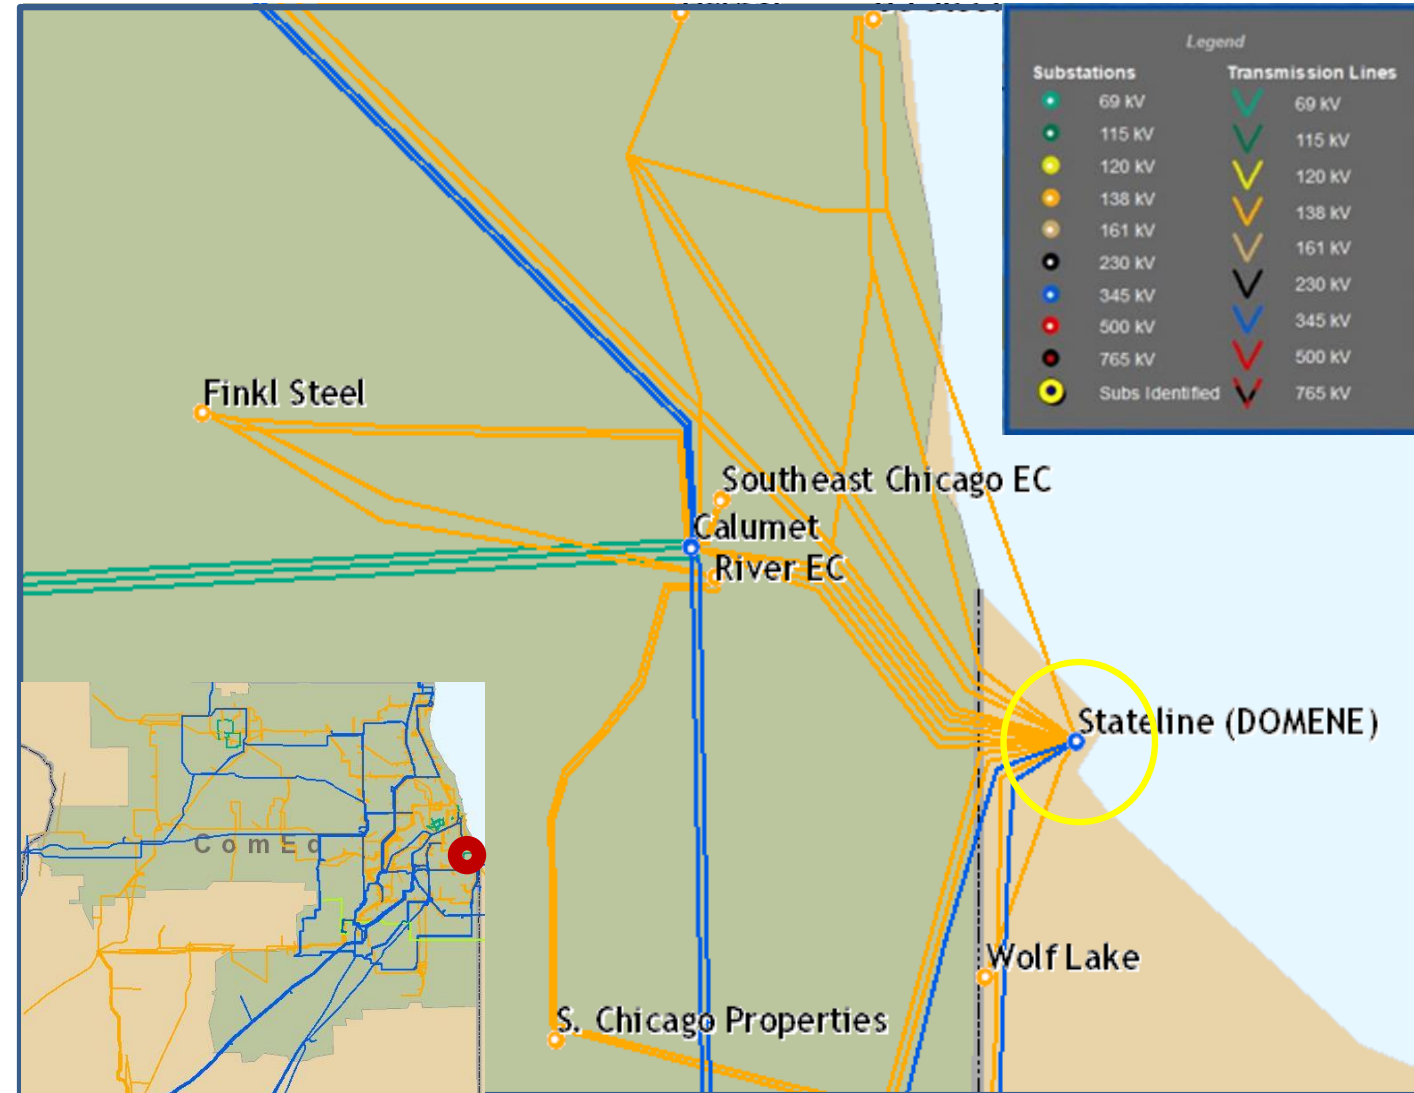 Legend
Substations Transmission Lines
69 kV 69 kV
115 kV 115 kV
120 kV 120 kV
138 kV 138 kV
161 kV 161 kV
230 kV 230 kV
345 kV 345 kV
500 kV 500 kV
765 kV 765 kV
Subs Identified
Finkl Steel
Southeast Chicago EC
Calumet
River EC
Stateline (DOMENE)
ComEd
Wolf Lake
S. Chicago Properties